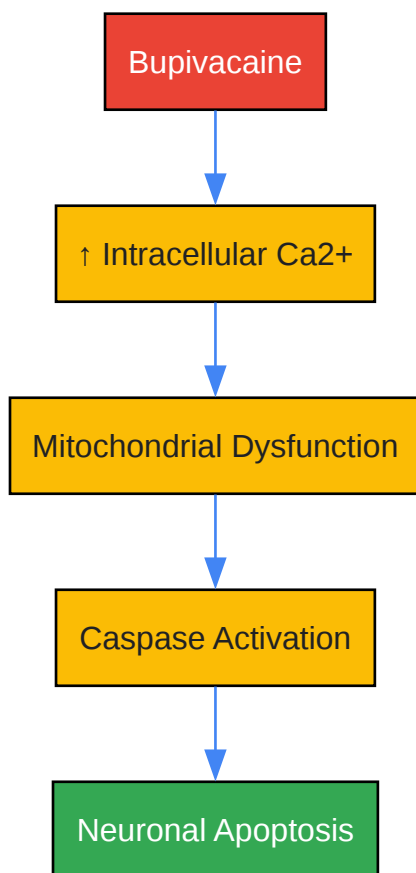 Bupivacaine
↑ Intracellular Ca2+
Mitochondrial Dysfunction
Caspase Activation
Neuronal Apoptosis